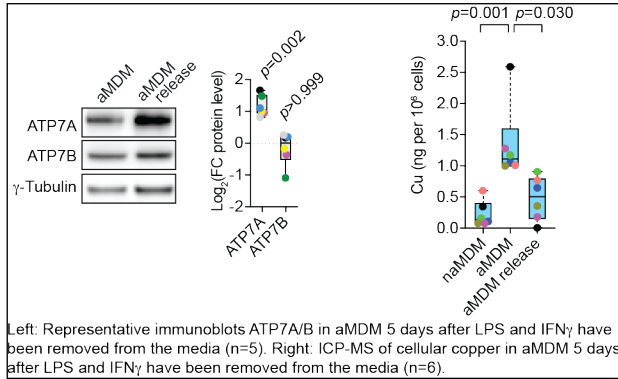 aMDM
aMDM release
ATP7A
ATP7B
γ-Tubulin
Log2(FC protein level)
2
1
0
-1
-2
p=0.002
p>0.999
ATP7A
ATP7B
p=0.001
p=0.030
Cu (ng per 10⁶ cells)
3.0
2.5
2.0
1.5
1.0
0.5
0.0
naMDM
aMDM
aMDM release
Left: Representative immunoblots ATP7A/B in aMDM 5 days after LPS and IFNγ have
been removed from the media (n=5). Right: ICP-MS of cellular copper in aMDM 5 days
after LPS and IFNγ have been removed from the media (n=6).